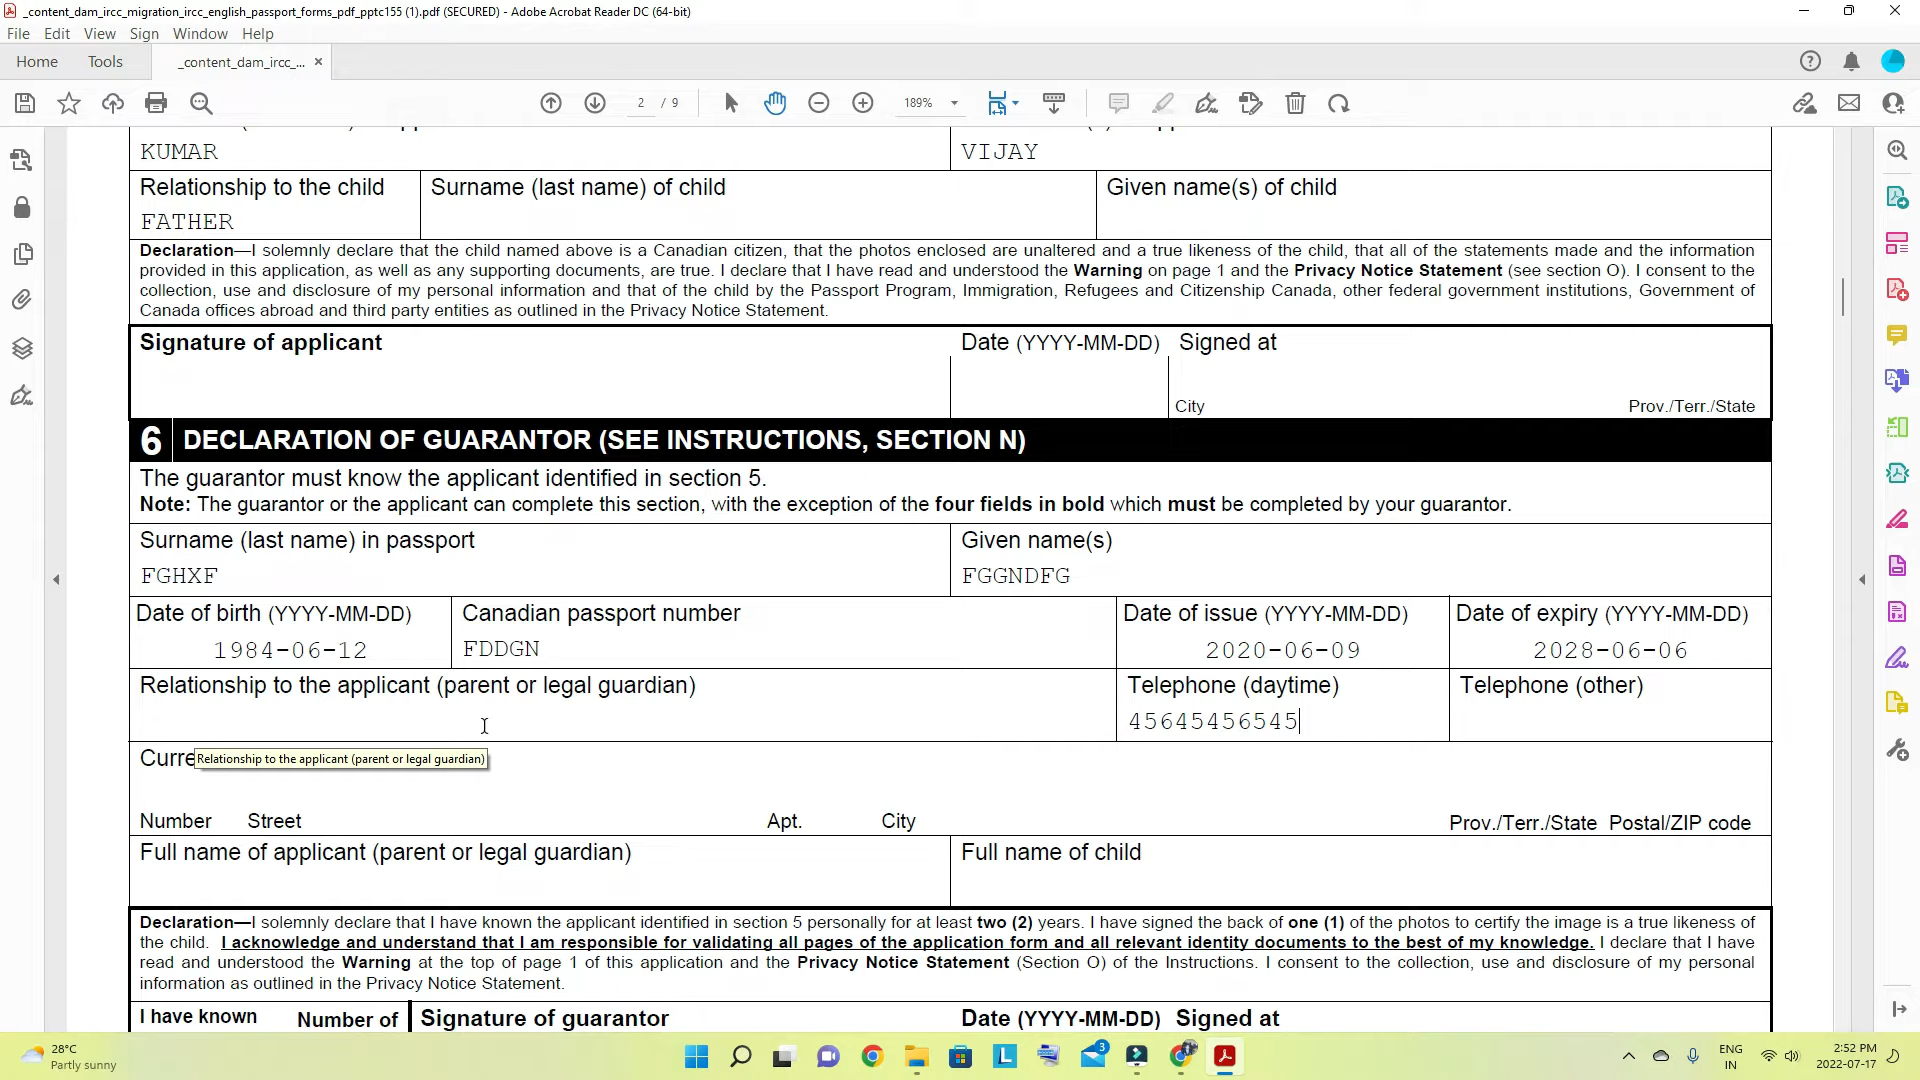 _content_dam_ircc_migration_ircc_english_passport_forms_pdf_pptc155 (1).pdf (SECURED) - Adobe Acrobat Reader DC (64-bit)
File Edit View Sign Window Help
Home Tools _content_dam_ircc_... ×
2 / 9 189%
KUMAR VIJAY
Relationship to the child Surname (last name) of child Given name(s) of child
FATHER
Declaration—I solemnly declare that the child named above is a Canadian citizen, that the photos enclosed are unaltered and a true likeness of the child, that all of the statements made and the information
provided in this application, as well as any supporting documents, are true. I declare that I have read and understood the Warning on page 1 and the Privacy Notice Statement (see section O). I consent to the
collection, use and disclosure of my personal information and that of the child by the Passport Program, Immigration, Refugees and Citizenship Canada, other federal government institutions, Government of
Canada offices abroad and third party entities as outlined in the Privacy Notice Statement.
Signature of applicant Date (YYYY-MM-DD) Signed at
City Prov./Terr./State
6 DECLARATION OF GUARANTOR (SEE INSTRUCTIONS, SECTION N)
The guarantor must know the applicant identified in section 5.
Note: The guarantor or the applicant can complete this section, with the exception of the four fields in bold which must be completed by your guarantor.
Surname (last name) in passport Given name(s)
FGHXF FGGNDFG
Date of birth (YYYY-MM-DD) Canadian passport number Date of issue (YYYY-MM-DD) Date of expiry (YYYY-MM-DD)
1984-06-12 FDDGN 2020-06-09 2028-06-06
Relationship to the applicant (parent or legal guardian) Telephone (daytime) Telephone (other)
45645456545
Curre Relationship to the applicant (parent or legal guardian)
Number Street Apt. City Prov./Terr./State Postal/ZIP code
Full name of applicant (parent or legal guardian) Full name of child
Declaration—I solemnly declare that I have known the applicant identified in section 5 personally for at least two (2) years. I have signed the back of one (1) of the photos to certify the image is a true likeness of
the child. I acknowledge and understand that I am responsible for validating all pages of the application form and all relevant identity documents to the best of my knowledge. I declare that I have
read and understood the Warning at the top of page 1 of this application and the Privacy Notice Statement (Section O) of the Instructions. I consent to the collection, use and disclosure of my personal
information as outlined in the Privacy Notice Statement.
I have known Number of Signature of guarantor Date (YYYY-MM-DD) Signed at
28°C
Partly sunny
3
ENG
IN
2:52 PM
2022-07-17